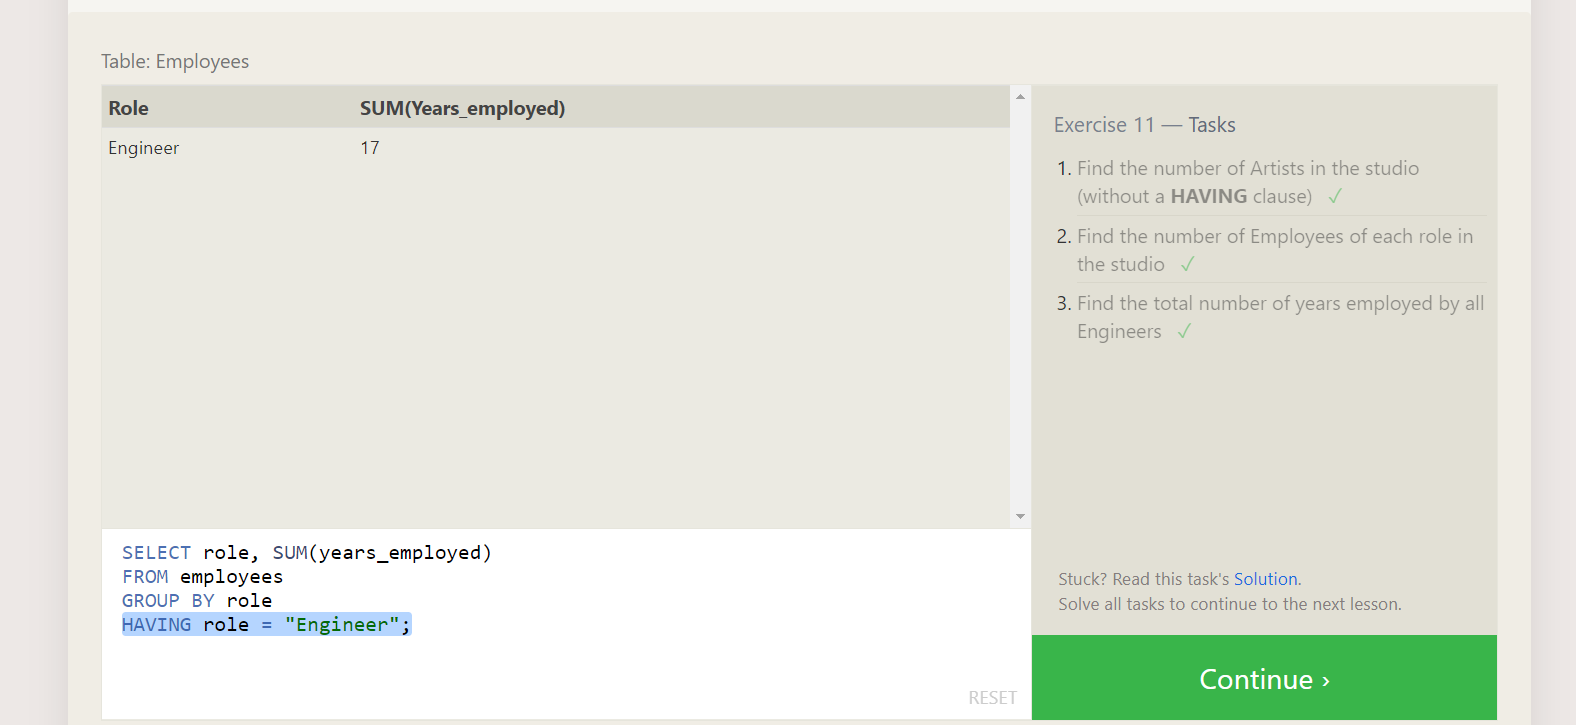 Table: Employees
Role SUM(Years_employed)
Engineer 17
Exercise 11 — Tasks
1. Find the number of Artists in the studio
(without a HAVING clause) ✓
2. Find the number of Employees of each role in
the studio ✓
3. Find the total number of years employed by all
Engineers ✓
SELECT role, SUM(years_employed)
FROM employees
GROUP BY role
HAVING role = "Engineer";
RESET
Stuck? Read this task's Solution.
Solve all tasks to continue to the next lesson.
Continue ›